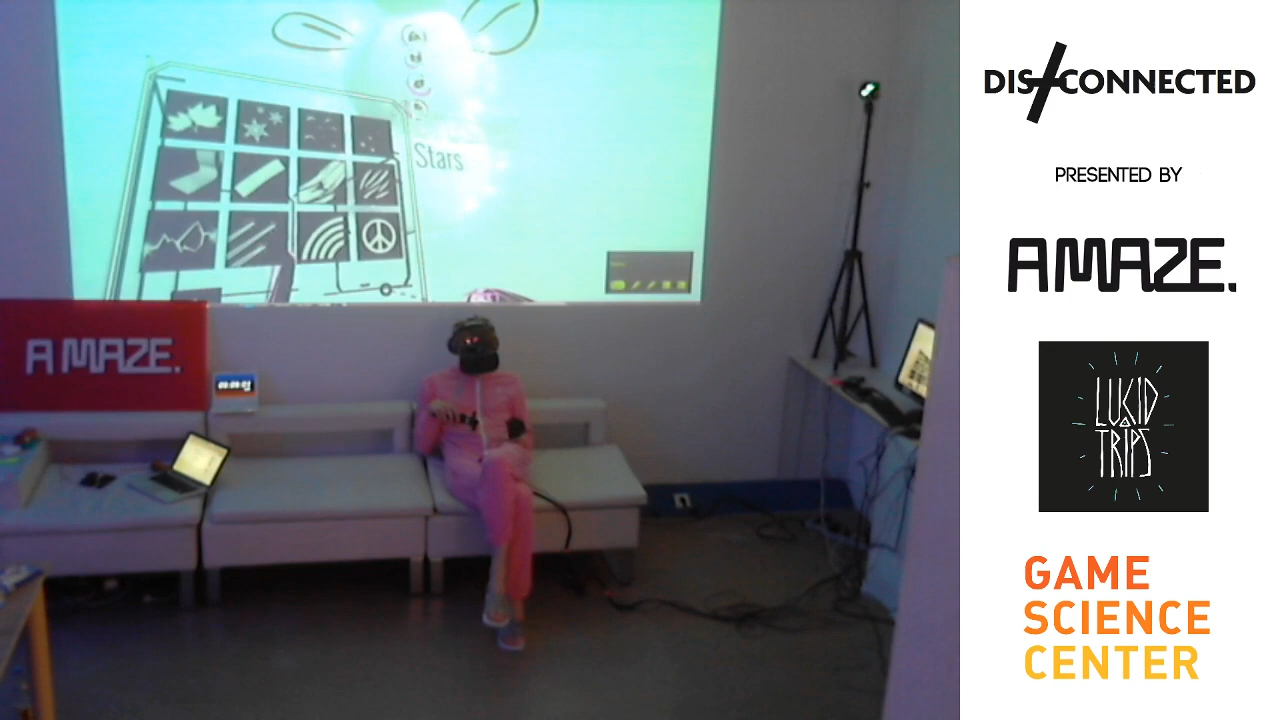 Stars
A MAZE.
DIS/CONNECTED
PRESENTED BY
A MAZE.
LUCID
TRIPS
GAME
SCIENCE
CENTER